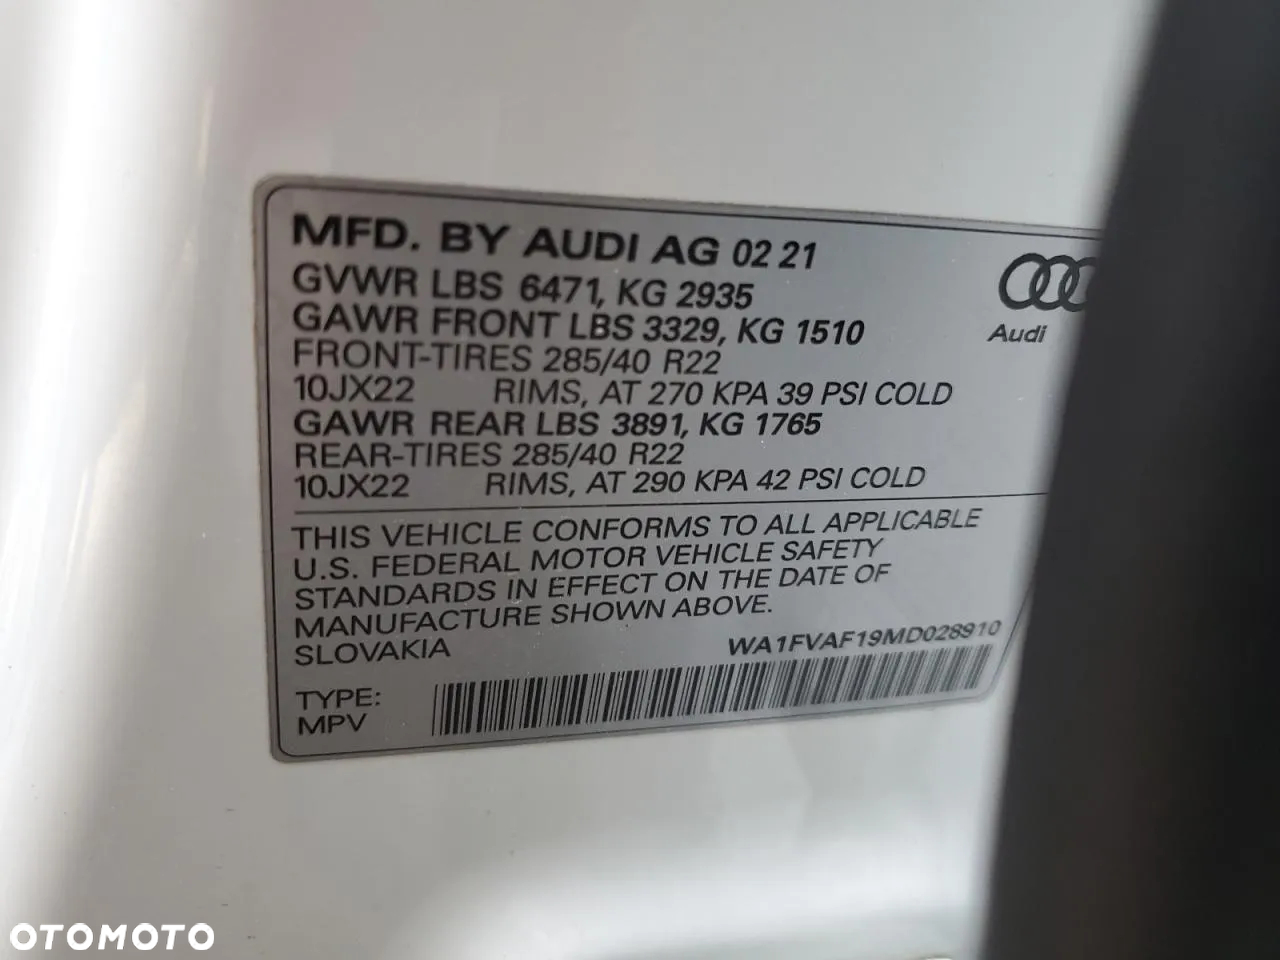 MFD. BY AUDI AG 02 21
GVWR LBS 6471, KG 2935
GAWR FRONT LBS 3329, KG 1510
FRONT-TIRES 285/40 R22
10JX22 RIMS, AT 270 KPA 39 PSI COLD
GAWR REAR LBS 3891, KG 1765
REAR-TIRES 285/40 R22
10JX22 RIMS, AT 290 KPA 42 PSI COLD
Audi
THIS VEHICLE CONFORMS TO ALL APPLICABLE
U.S. FEDERAL MOTOR VEHICLE SAFETY
STANDARDS IN EFFECT ON THE DATE OF
MANUFACTURE SHOWN ABOVE.
SLOVAKIA WA1FVAF19MD028910
TYPE:
MPV
OTOMOTO